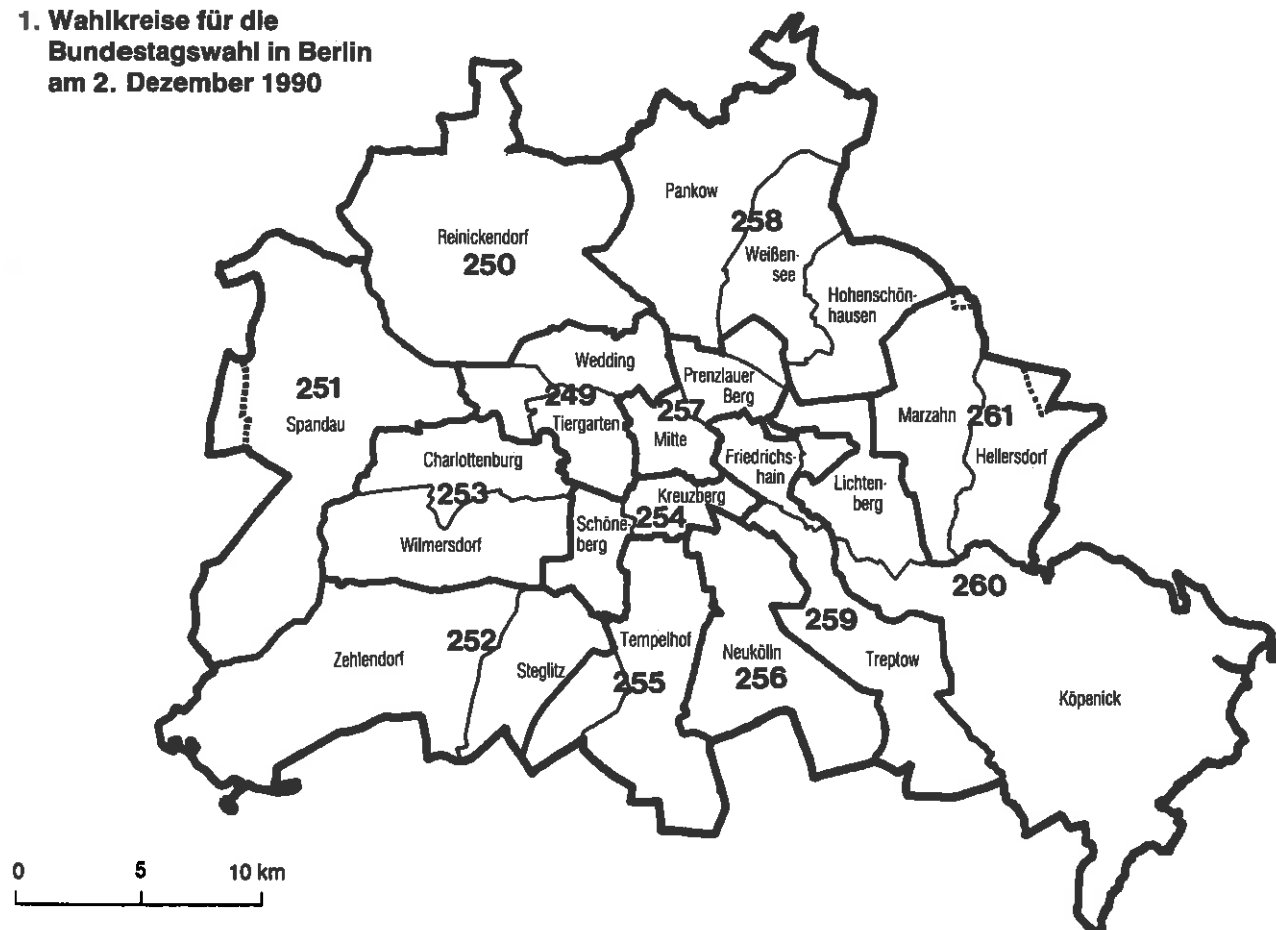 1. Wahlkreise für die
Bundestagswahl in Berlin
am 2. Dezember 1990
Pankow
258
Weißen-
see
Reinickendorf
250
Hohenschön-
hausen
Wedding
Prenzlauer
Berg
251
Spandau
249
Tiergarten
257
Mitte
Marzahn
261
Hellersdorf
Friedrichs-
hain
Charlottenburg
253
Wilmersdorf
Lichten-
berg
Kreuzberg
254
Schöne-
berg
260
259
Treptow
252
Zehlendorf
Steglitz
Tempelhof
255
Neukölln
256
Köpenick
0 5 10 km